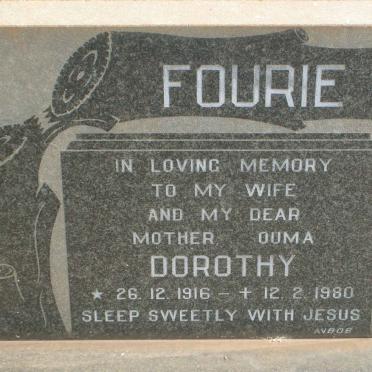 FOURIE
IN LOVING MEMORY
TO MY WIFE
AND MY DEAR
MOTHER OUMA
DOROTHY
★ 26. 12. 1916 - ✝ 12. 2. 1980
SLEEP SWEETLY WITH JESUS
AVBOB